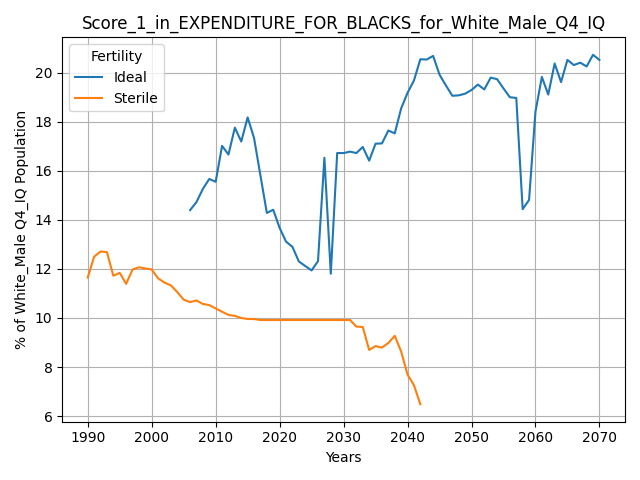 Score_1_in_EXPENDITURE_FOR_BLACKS_for_White_Male_Q4_IQ
Fertility
Ideal
Sterile
% of White_Male Q4_IQ Population
20
18
16
14
12
10
8
6
1990 2000 2010 2020 2030 2040 2050 2060 2070
Years